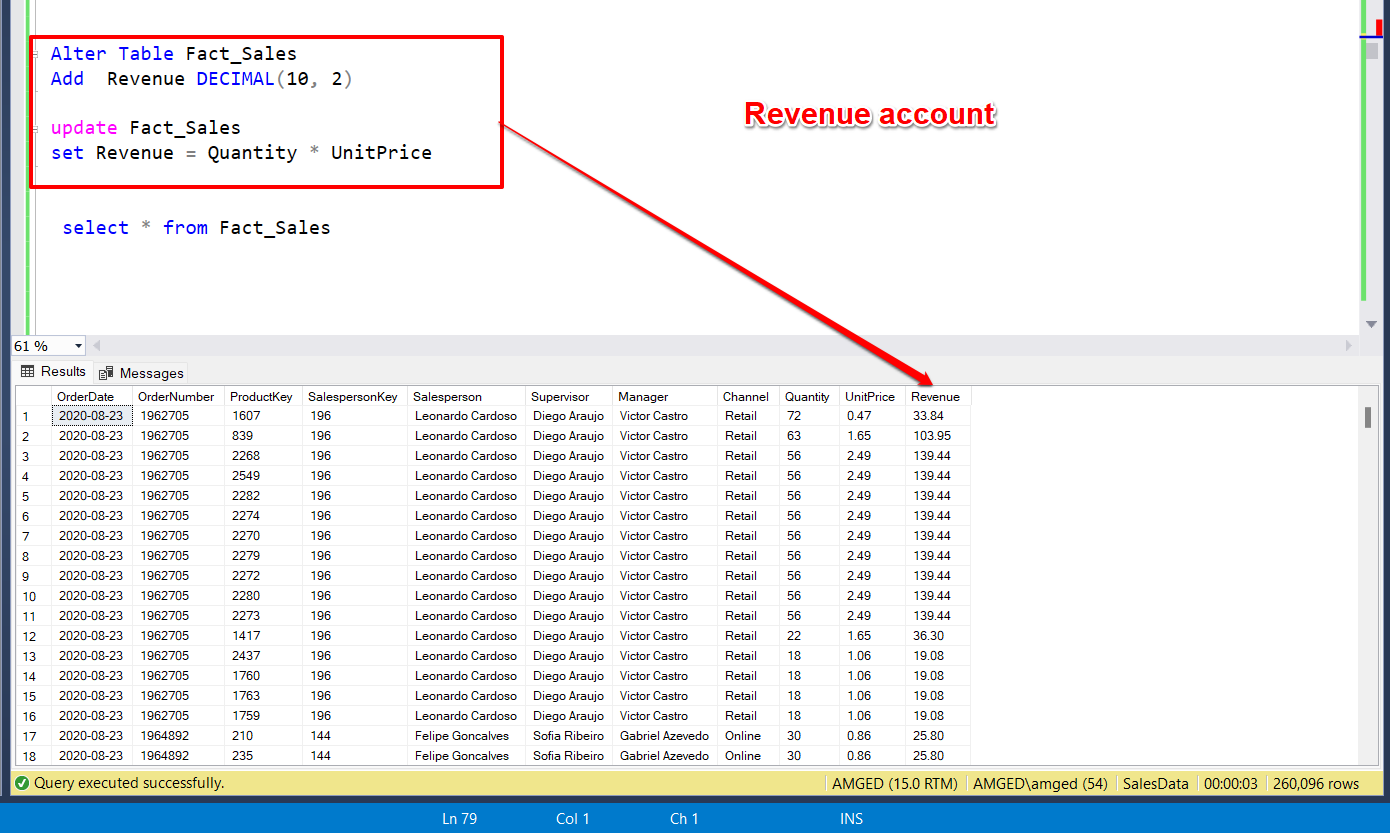 Alter Table Fact_Sales
Add  Revenue DECIMAL(10, 2)
Revenue account
update Fact_Sales
set Revenue = Quantity * UnitPrice
select * from Fact_Sales
61 %
Results Messages
OrderDate OrderNumber ProductKey SalespersonKey Salesperson Supervisor Manager Channel Quantity UnitPrice Revenue
1 2020-08-23 1962705 1607 196 Leonardo Cardoso Diego Araujo Victor Castro Retail 72 0.47 33.84
2 2020-08-23 1962705 839 196 Leonardo Cardoso Diego Araujo Victor Castro Retail 63 1.65 103.95
3 2020-08-23 1962705 2268 196 Leonardo Cardoso Diego Araujo Victor Castro Retail 56 2.49 139.44
4 2020-08-23 1962705 2549 196 Leonardo Cardoso Diego Araujo Victor Castro Retail 56 2.49 139.44
5 2020-08-23 1962705 2282 196 Leonardo Cardoso Diego Araujo Victor Castro Retail 56 2.49 139.44
6 2020-08-23 1962705 2274 196 Leonardo Cardoso Diego Araujo Victor Castro Retail 56 2.49 139.44
7 2020-08-23 1962705 2270 196 Leonardo Cardoso Diego Araujo Victor Castro Retail 56 2.49 139.44
8 2020-08-23 1962705 2279 196 Leonardo Cardoso Diego Araujo Victor Castro Retail 56 2.49 139.44
9 2020-08-23 1962705 2272 196 Leonardo Cardoso Diego Araujo Victor Castro Retail 56 2.49 139.44
10 2020-08-23 1962705 2280 196 Leonardo Cardoso Diego Araujo Victor Castro Retail 56 2.49 139.44
11 2020-08-23 1962705 2273 196 Leonardo Cardoso Diego Araujo Victor Castro Retail 56 2.49 139.44
12 2020-08-23 1962705 1417 196 Leonardo Cardoso Diego Araujo Victor Castro Retail 22 1.65 36.30
13 2020-08-23 1962705 2437 196 Leonardo Cardoso Diego Araujo Victor Castro Retail 18 1.06 19.08
14 2020-08-23 1962705 1760 196 Leonardo Cardoso Diego Araujo Victor Castro Retail 18 1.06 19.08
15 2020-08-23 1962705 1763 196 Leonardo Cardoso Diego Araujo Victor Castro Retail 18 1.06 19.08
16 2020-08-23 1962705 1759 196 Leonardo Cardoso Diego Araujo Victor Castro Retail 18 1.06 19.08
17 2020-08-23 1964892 210 144 Felipe Goncalves Sofia Ribeiro Gabriel Azevedo Online 30 0.86 25.80
18 2020-08-23 1964892 235 144 Felipe Goncalves Sofia Ribeiro Gabriel Azevedo Online 30 0.86 25.80
Query executed successfully. AMGED (15.0 RTM) AMGED\amged (54) SalesData 00:00:03 260,096 rows
Ln 79 Col 1 Ch 1 INS